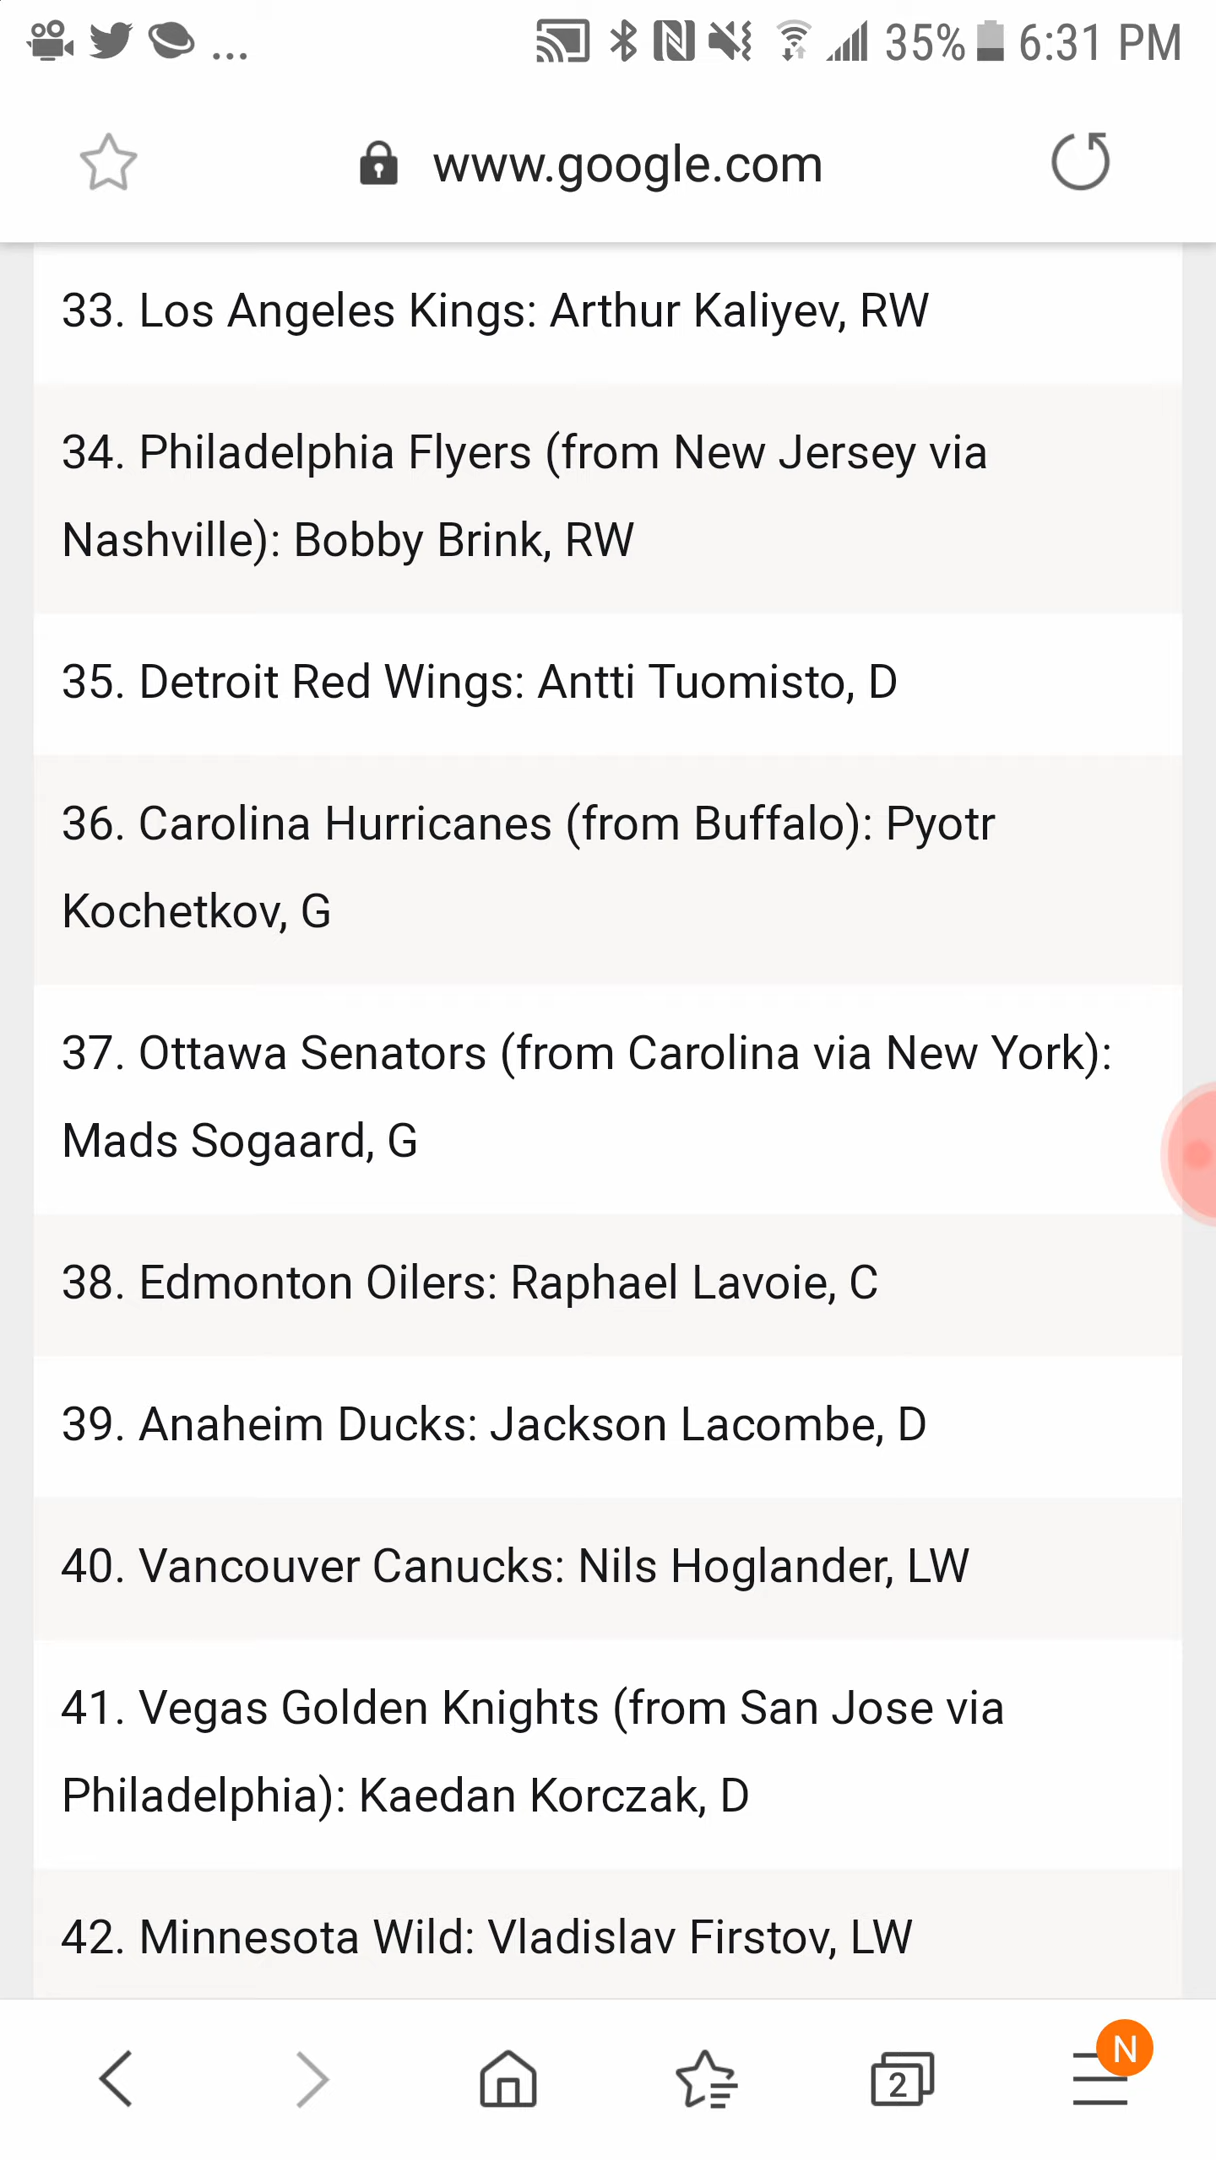 ... 35% 6:31 PM
www.google.com
33. Los Angeles Kings: Arthur Kaliyev, RW
34. Philadelphia Flyers (from New Jersey via
Nashville): Bobby Brink, RW
35. Detroit Red Wings: Antti Tuomisto, D
36. Carolina Hurricanes (from Buffalo): Pyotr
Kochetkov, G
37. Ottawa Senators (from Carolina via New York):
Mads Sogaard, G
38. Edmonton Oilers: Raphael Lavoie, C
39. Anaheim Ducks: Jackson Lacombe, D
40. Vancouver Canucks: Nils Hoglander, LW
41. Vegas Golden Knights (from San Jose via
Philadelphia): Kaedan Korczak, D
42. Minnesota Wild: Vladislav Firstov, LW
2 N